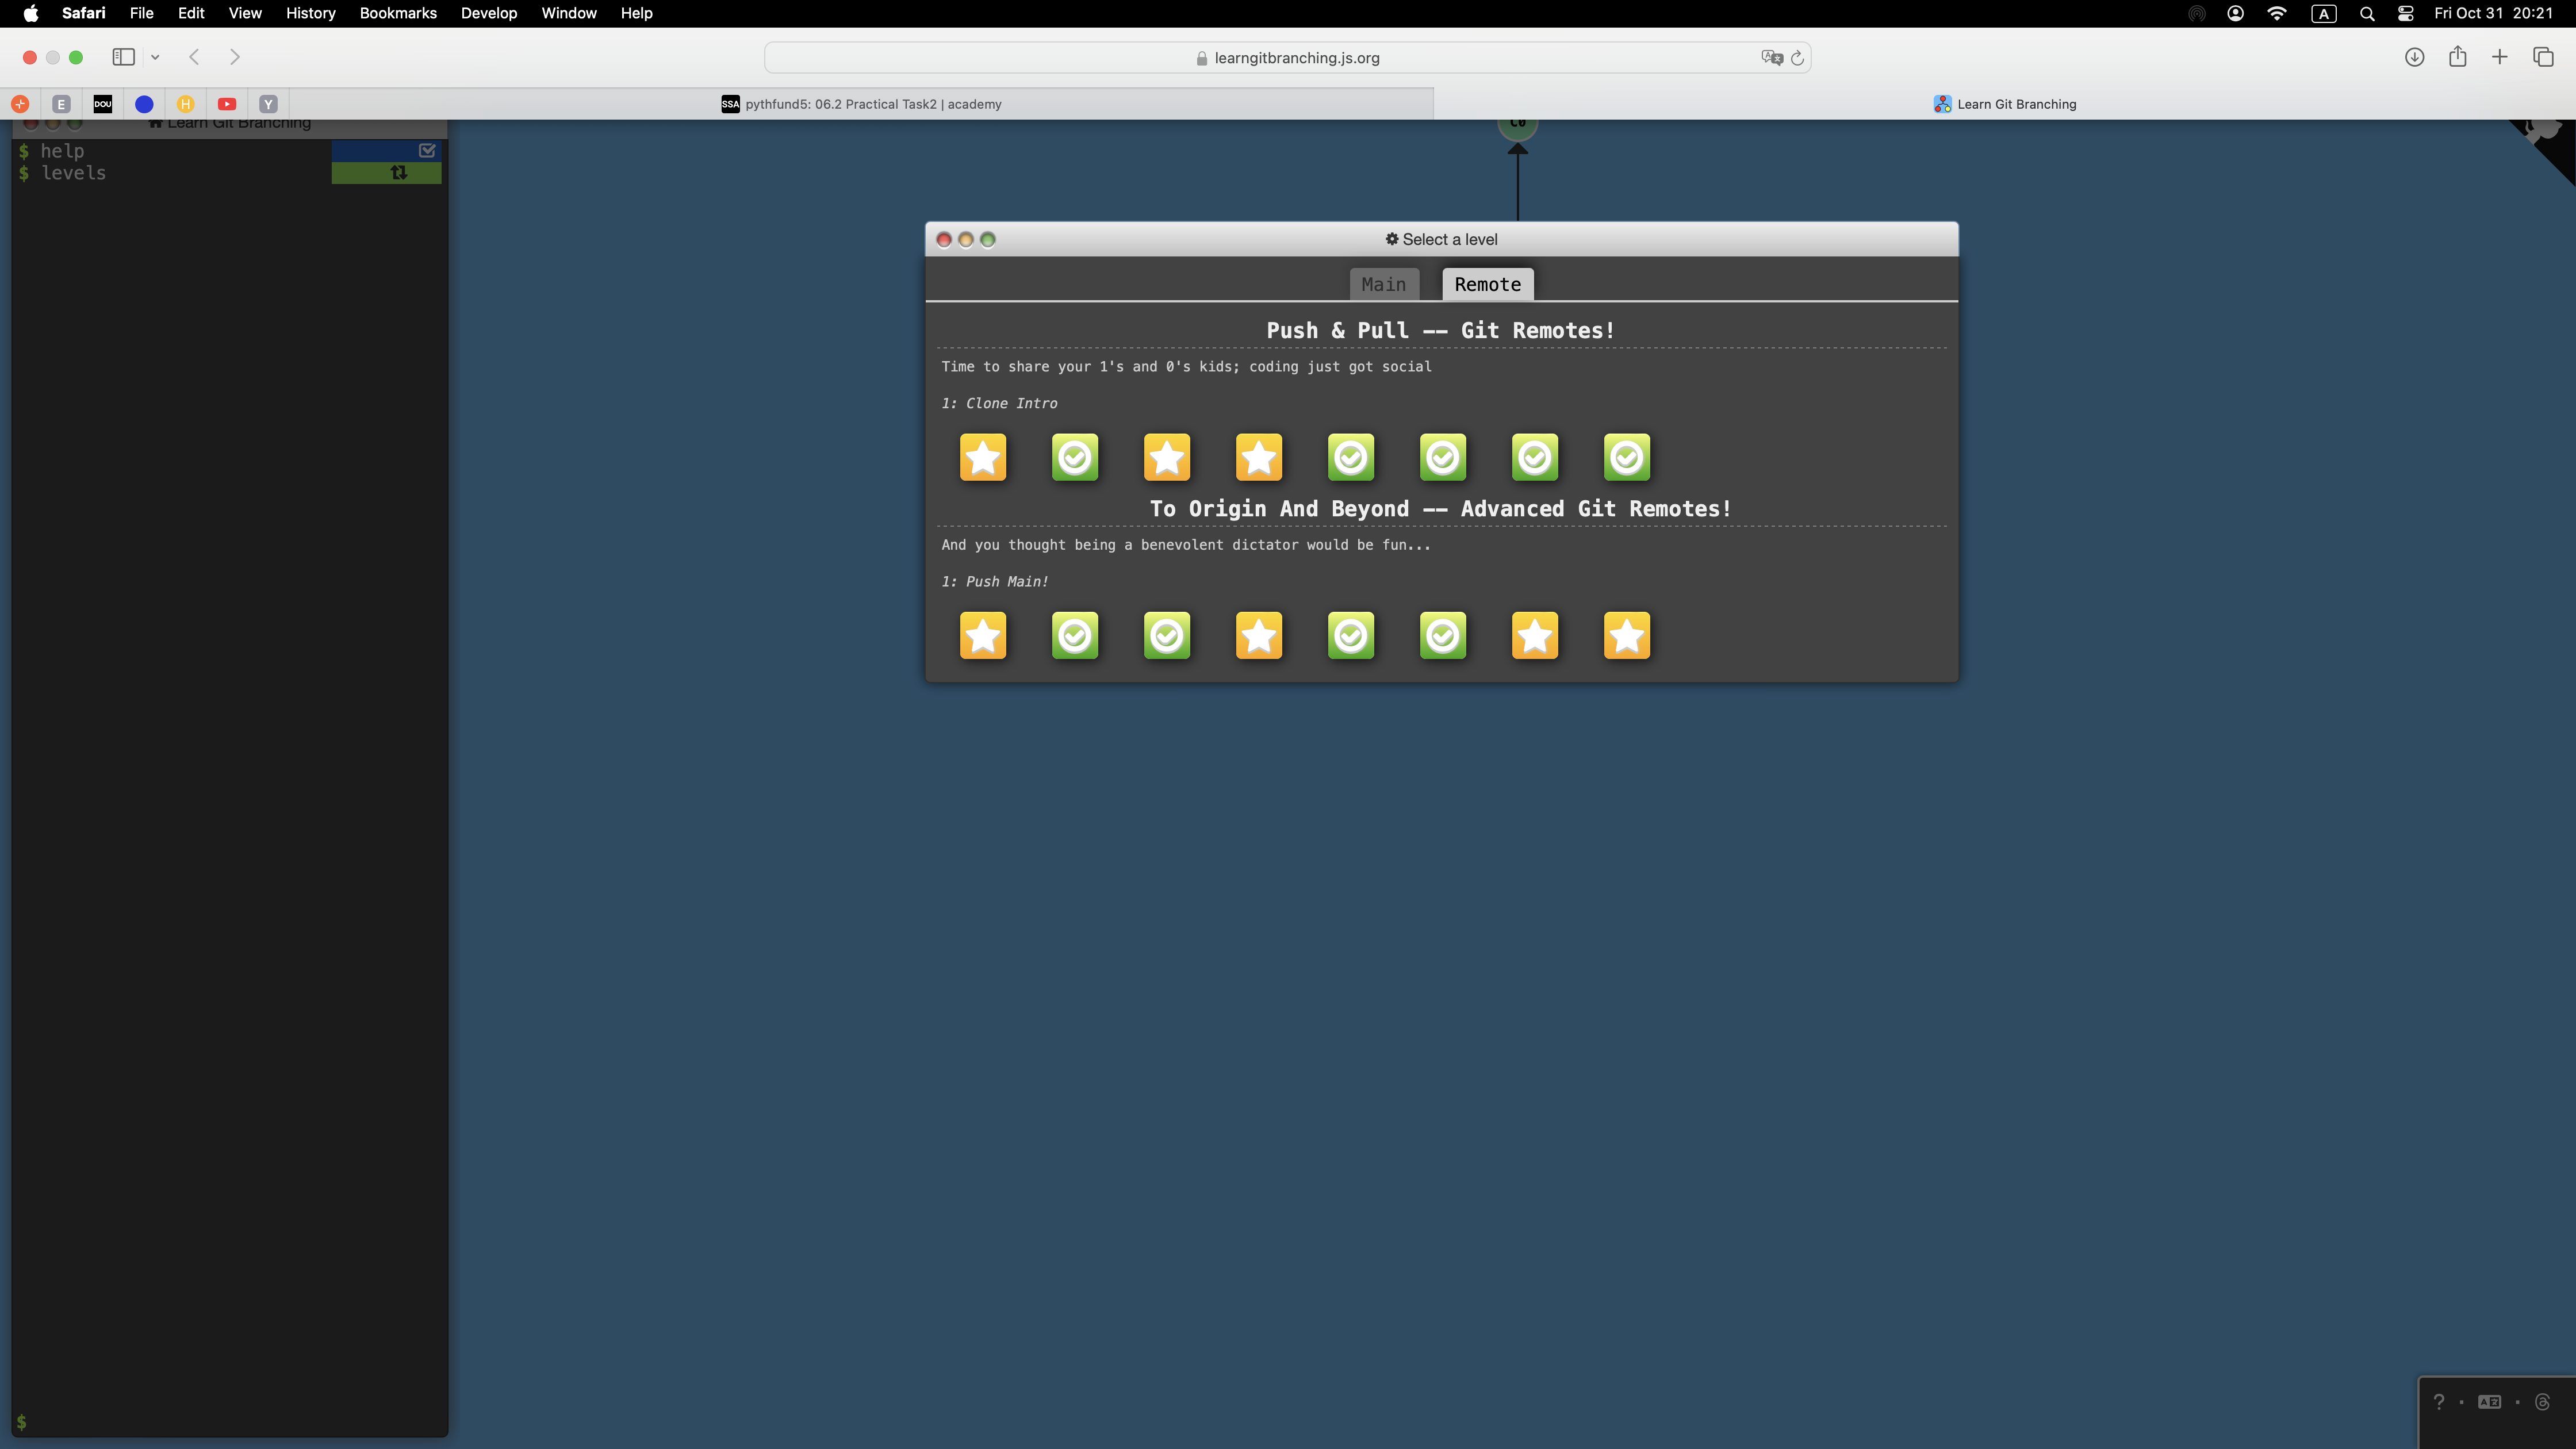 Safari File Edit View History Bookmarks Develop Window Help A Fri Oct 31 20:21
learngitbranching.js.org
E DOU H Y SSA pythfund5: 06.2 Practical Task2 | academy Learn Git Branching
Learn Git Branching
C0
$ help
$ levels
Select a level
Main Remote
Push & Pull -- Git Remotes!
Time to share your 1's and 0's kids; coding just got social
1: Clone Intro
To Origin And Beyond -- Advanced Git Remotes!
And you thought being a benevolent dictator would be fun...
1: Push Main!
$
?